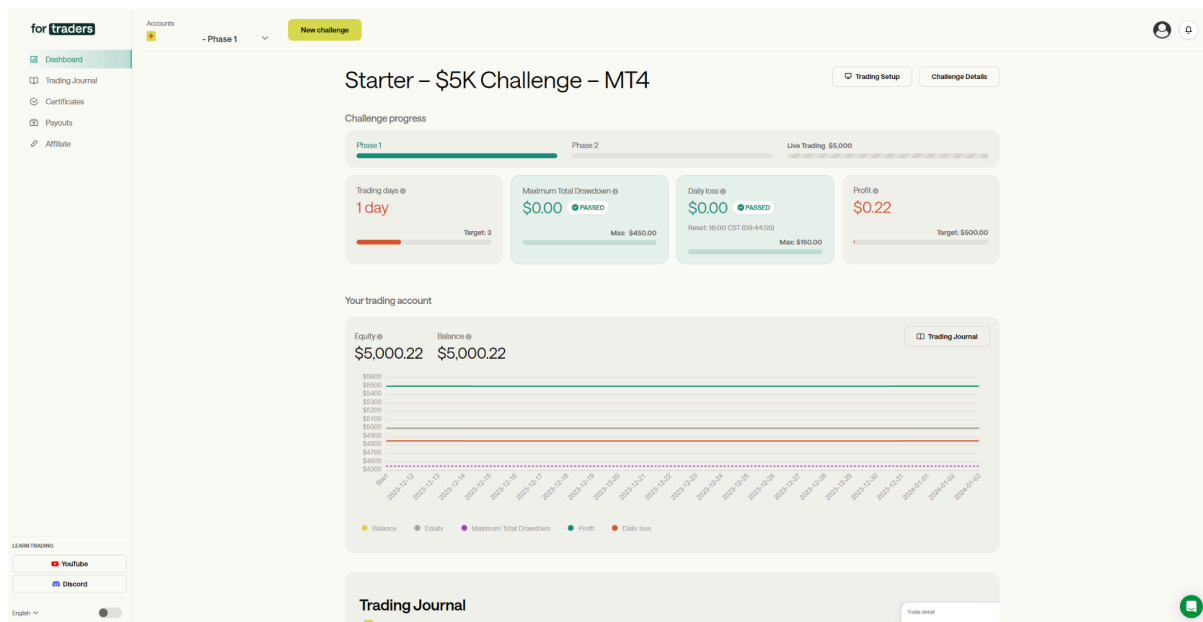 for traders
Accounts
- Phase 1
New challenge
Dashboard
Trading Journal
Certificates
Payouts
Affiliate
Starter – $5K Challenge – MT4
Trading Setup
Challenge Details
Challenge progress
Phase 1
Phase 2
Live Trading $5,000
Trading days
1 day
Target: 3
Maximum Total Drawdown
$0.00 PASSED
Max: $450.00
Daily loss
$0.00 PASSED
Reset: 16:00 CST (09:44:55)
Max: $150.00
Profit
$0.22
Target: $500.00
Your trading account
Equity
$5,000.22
Balance
$5,000.22
Trading Journal
$5600
$5500
$5400
$5300
$5200
$5100
$5000
$4900
$4800
$4700
$4600
$4500
Start
2023-12-12
2023-12-13
2023-12-14
2023-12-15
2023-12-16
2023-12-17
2023-12-18
2023-12-19
2023-12-20
2023-12-21
2023-12-22
2023-12-23
2023-12-24
2023-12-25
2023-12-26
2023-12-27
2023-12-28
2023-12-29
2023-12-30
2023-12-31
2024-01-01
2024-01-02
2024-01-03
Balance
Equity
Maximum Total Drawdown
Profit
Daily loss
LEARN TRADING
YouTube
Discord
English
Trading Journal
Trade detail